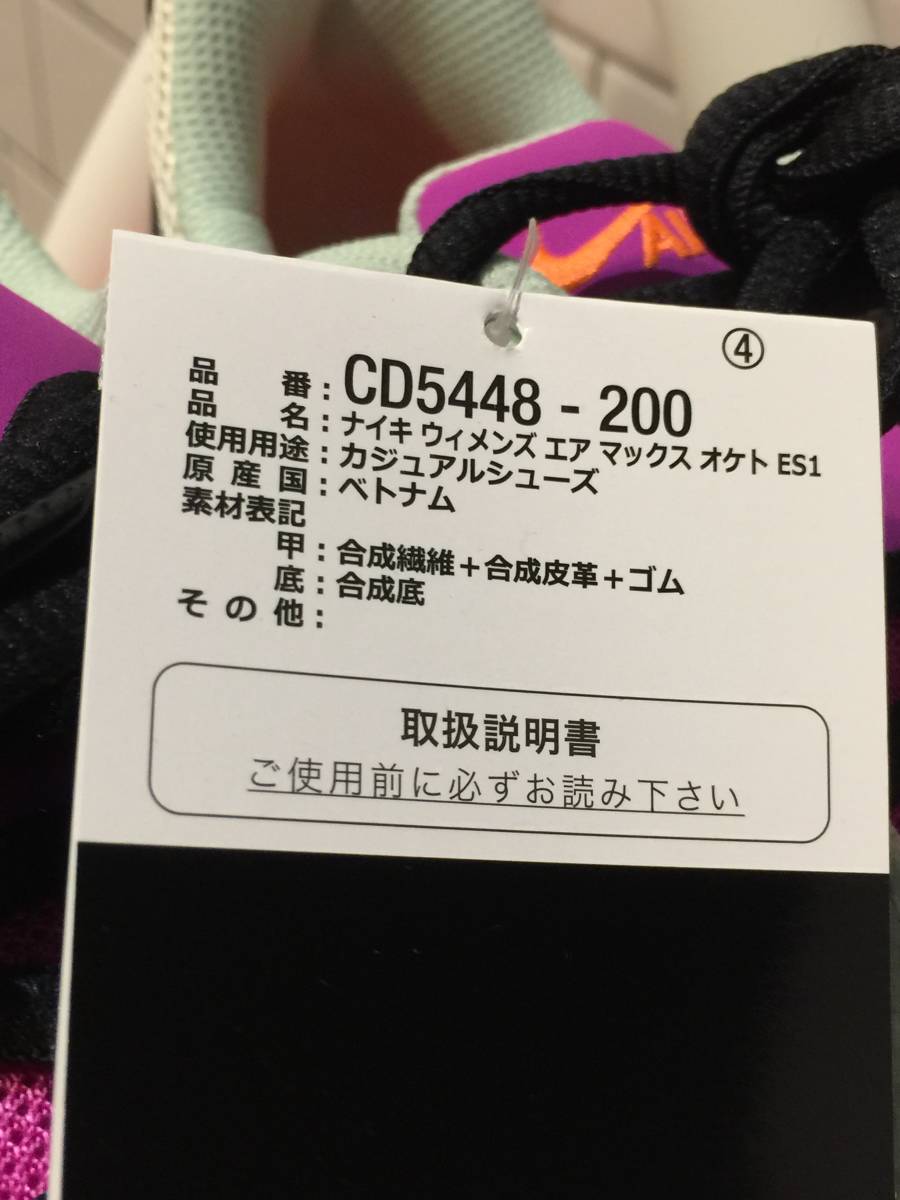 AI
④
品番：CD5448 - 200
品名：ナイキ ウィメンズ エア マックス オケト ES1
使用用途：カジュアルシューズ
原産国：ベトナム
素材表記
甲：合成繊維＋合成皮革＋ゴム
底：合成底
その他：
取扱説明書
ご使用前に必ずお読み下さい